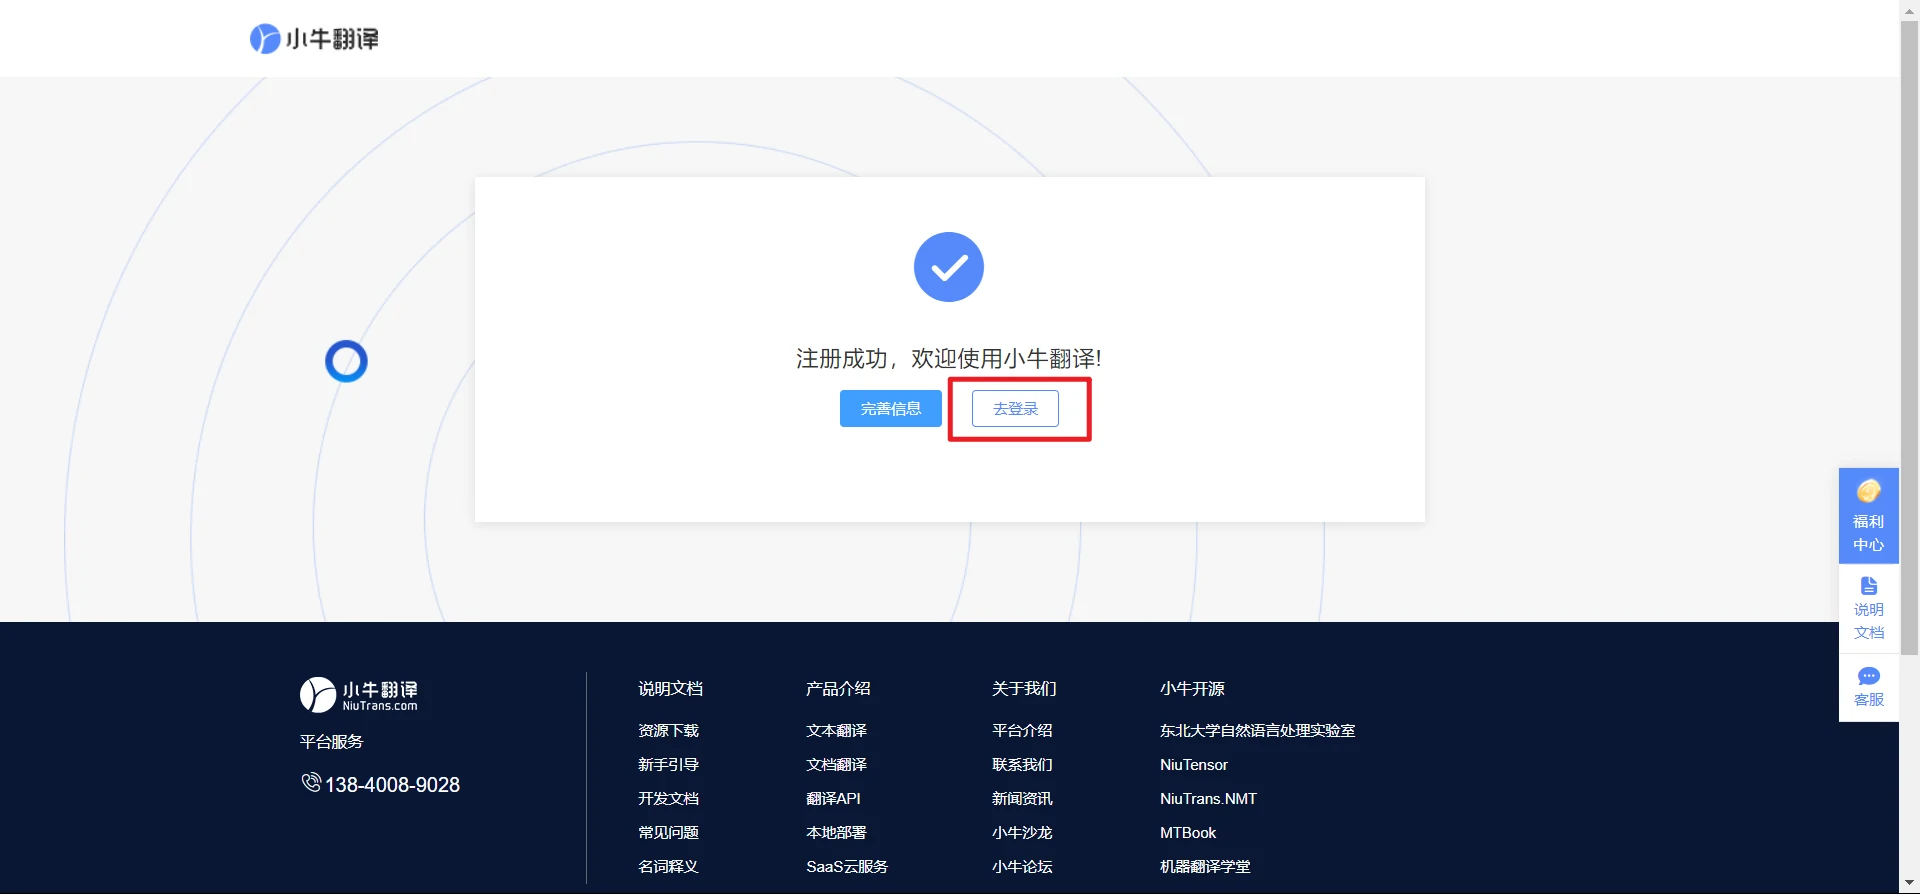 小牛翻译
注册成功，欢迎使用小牛翻译!
完善信息
去登录
福利
中心
说明
文档
客服
小牛翻译
NiuTrans.com
平台服务
138-4008-9028
说明文档
资源下载
新手引导
开发文档
常见问题
名词释义
产品介绍
文本翻译
文档翻译
翻译API
本地部署
SaaS云服务
关于我们
平台介绍
联系我们
新闻资讯
小牛沙龙
小牛论坛
小牛开源
东北大学自然语言处理实验室
NiuTensor
NiuTrans.NMT
MTBook
机器翻译学堂